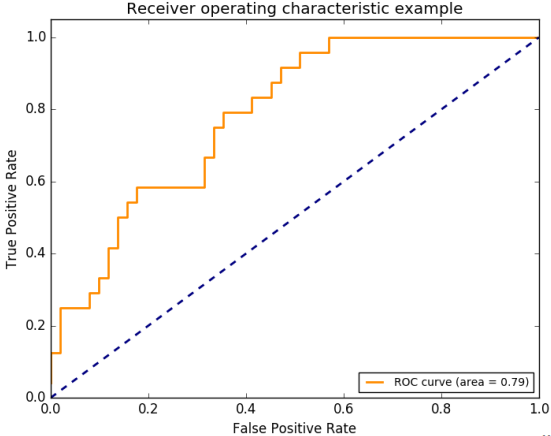 Receiver operating characteristic example
1.0
0.8
0.6
0.4
0.2
0.0
True Positive Rate
ROC curve (area = 0.79)
0.0 0.2 0.4 0.6 0.8 1.0
False Positive Rate